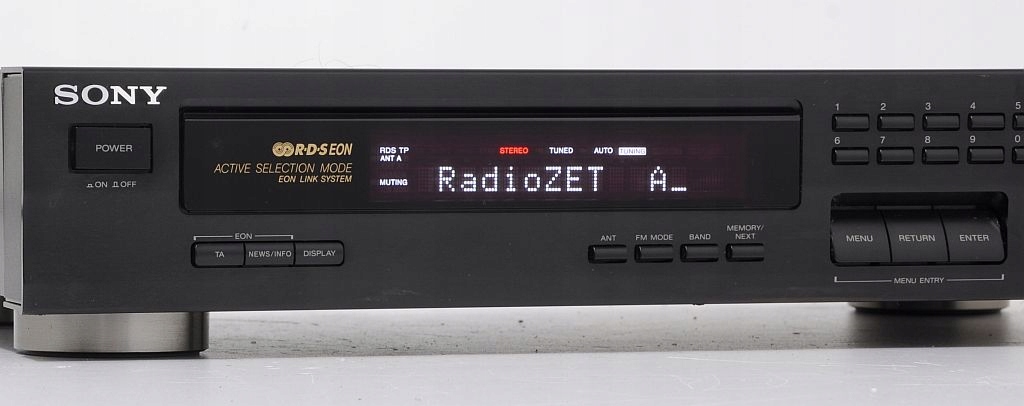 SONY
POWER
ON OFF
R·D·S EON
ACTIVE SELECTION MODE
EON LINK SYSTEM
RDS TP
ANT A
MUTING
STEREO TUNED AUTO TUNING
RadioZET A_
EON
TA NEWS/INFO DISPLAY
ANT FM MODE BAND MEMORY/
NEXT
1 2 3 4 5
6 7 8 9 0
MENU RETURN ENTER
MENU ENTRY